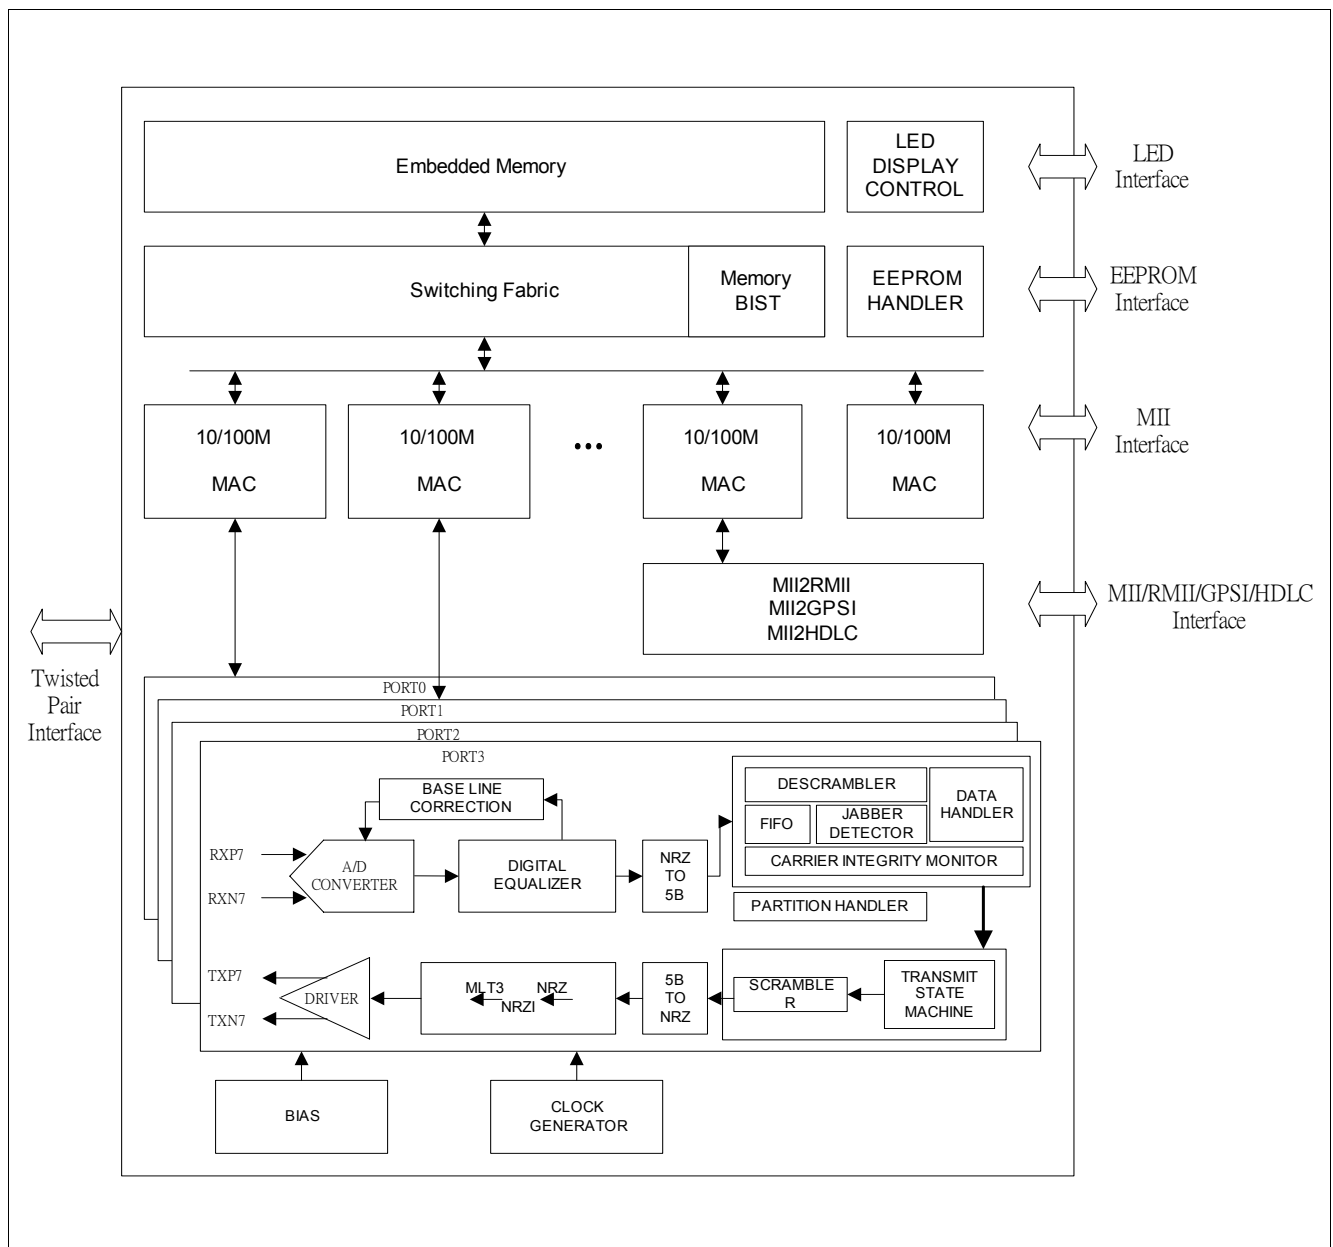 Embedded Memory
LED
DISPLAY
CONTROL
LED
Interface
Switching Fabric
Memory
BIST
EEPROM
HANDLER
EEPROM
Interface
10/100M
MAC
10/100M
MAC
...
10/100M
MAC
10/100M
MAC
MII
Interface
MII2RMII
MII2GPSI
MII2HDLC
MII/RMII/GPSI/HDLC
Interface
Twisted
Pair
Interface
PORT0
PORT1
PORT2
PORT3
BASE LINE
CORRECTION
RXP7
RXN7
A/D
CONVERTER
DIGITAL
EQUALIZER
NRZ
TO
5B
DESCRAMBLER
FIFO
JABBER
DETECTOR
DATA
HANDLER
CARRIER INTEGRITY MONITOR
PARTITION HANDLER
TXP7
TXN7
DRIVER
MLT3
NRZI
NRZ
5B
TO
NRZ
SCRAMBLE
R
TRANSMIT
STATE
MACHINE
BIAS
CLOCK
GENERATOR